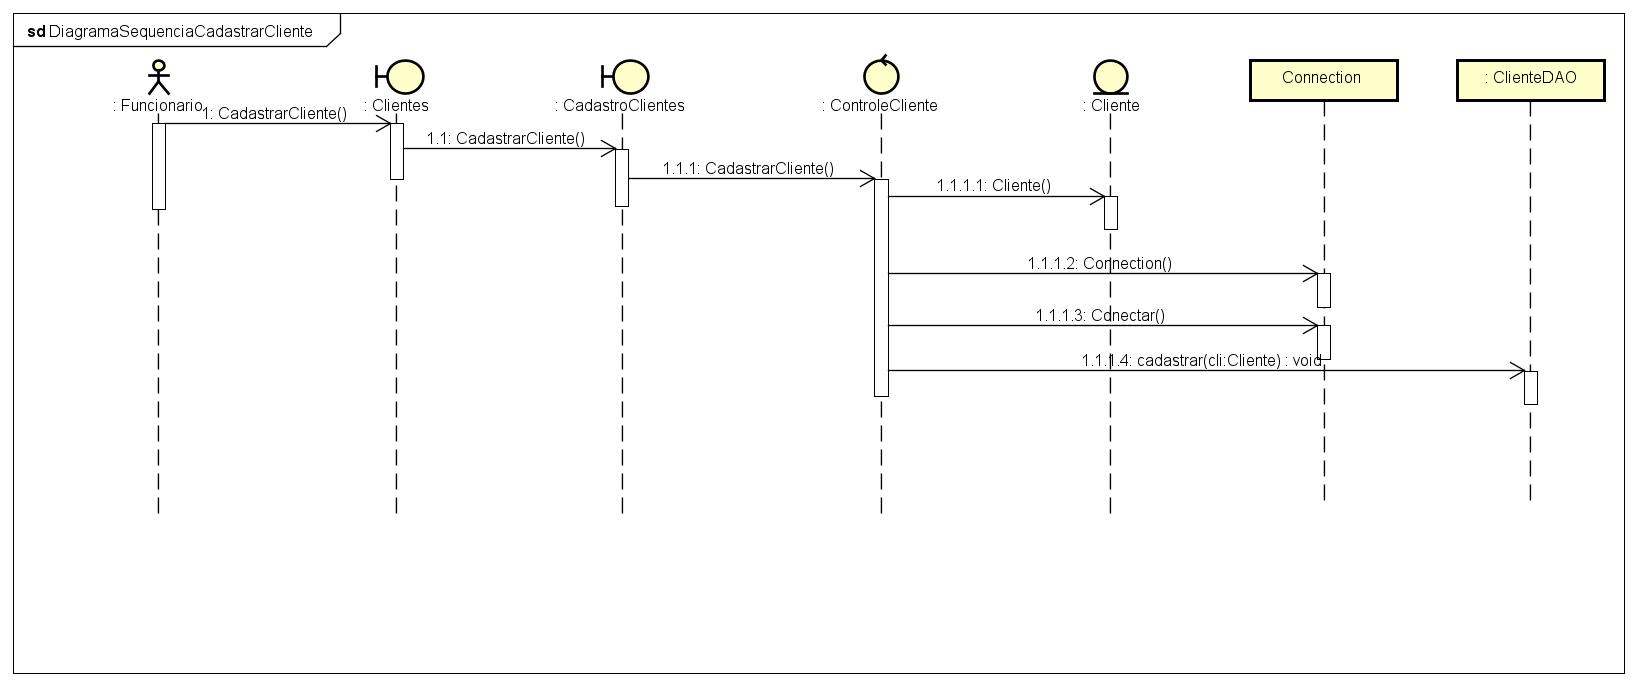 sd DiagramaSequenciaCadastrarCliente
: Funcionario
: Clientes
: CadastroClientes
: ControleCliente
: Cliente
Connection
: ClienteDAO
1: CadastrarCliente()
1.1: CadastrarCliente()
1.1.1: CadastrarCliente()
1.1.1.1: Cliente()
1.1.1.2: Connection()
1.1.1.3: Conectar()
1.1.1.4: cadastrar(cli:Cliente) : void